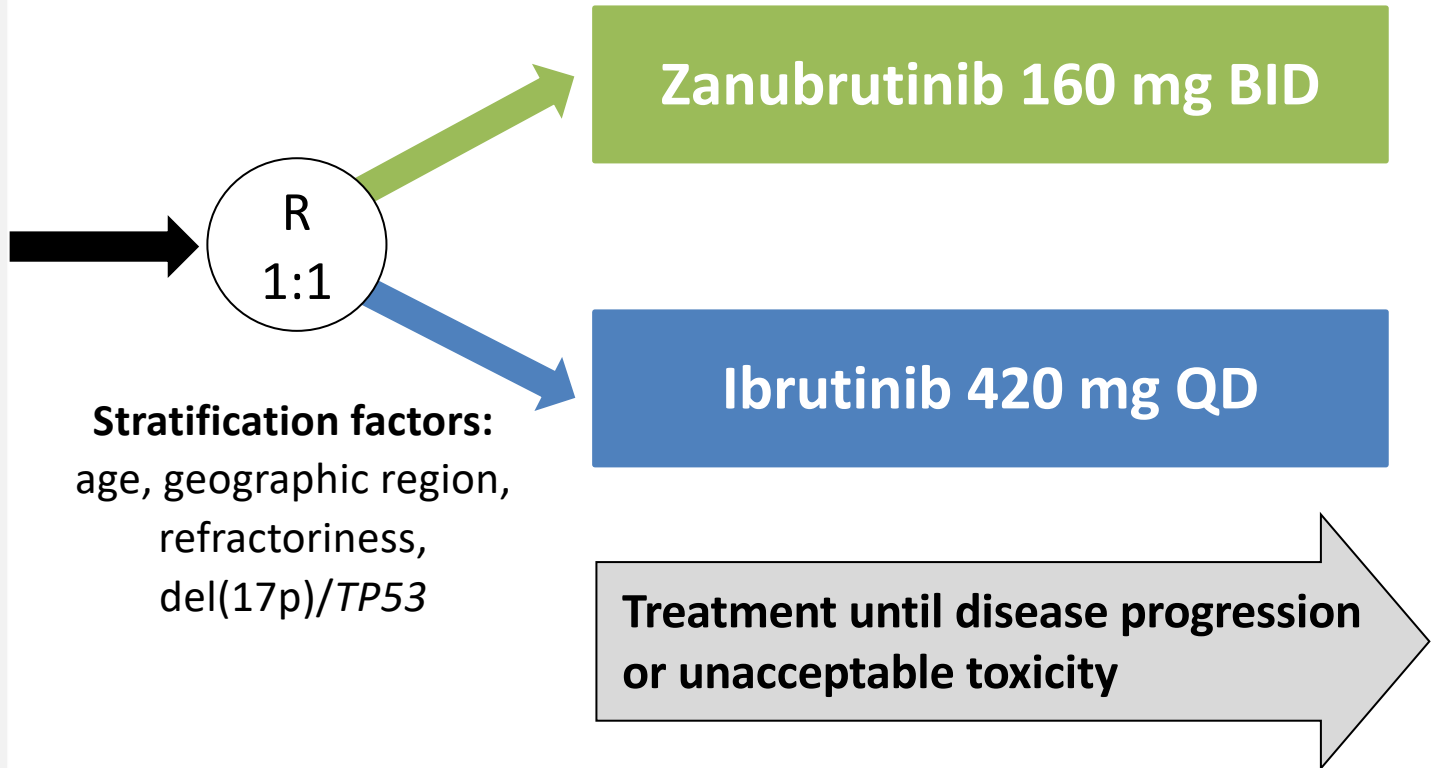 Zanubrutinib 160 mg BID
R
1:1
Ibrutinib 420 mg QD
Stratification factors:
age, geographic region,
refractoriness,
del(17p)/TP53
Treatment until disease progression
or unacceptable toxicity